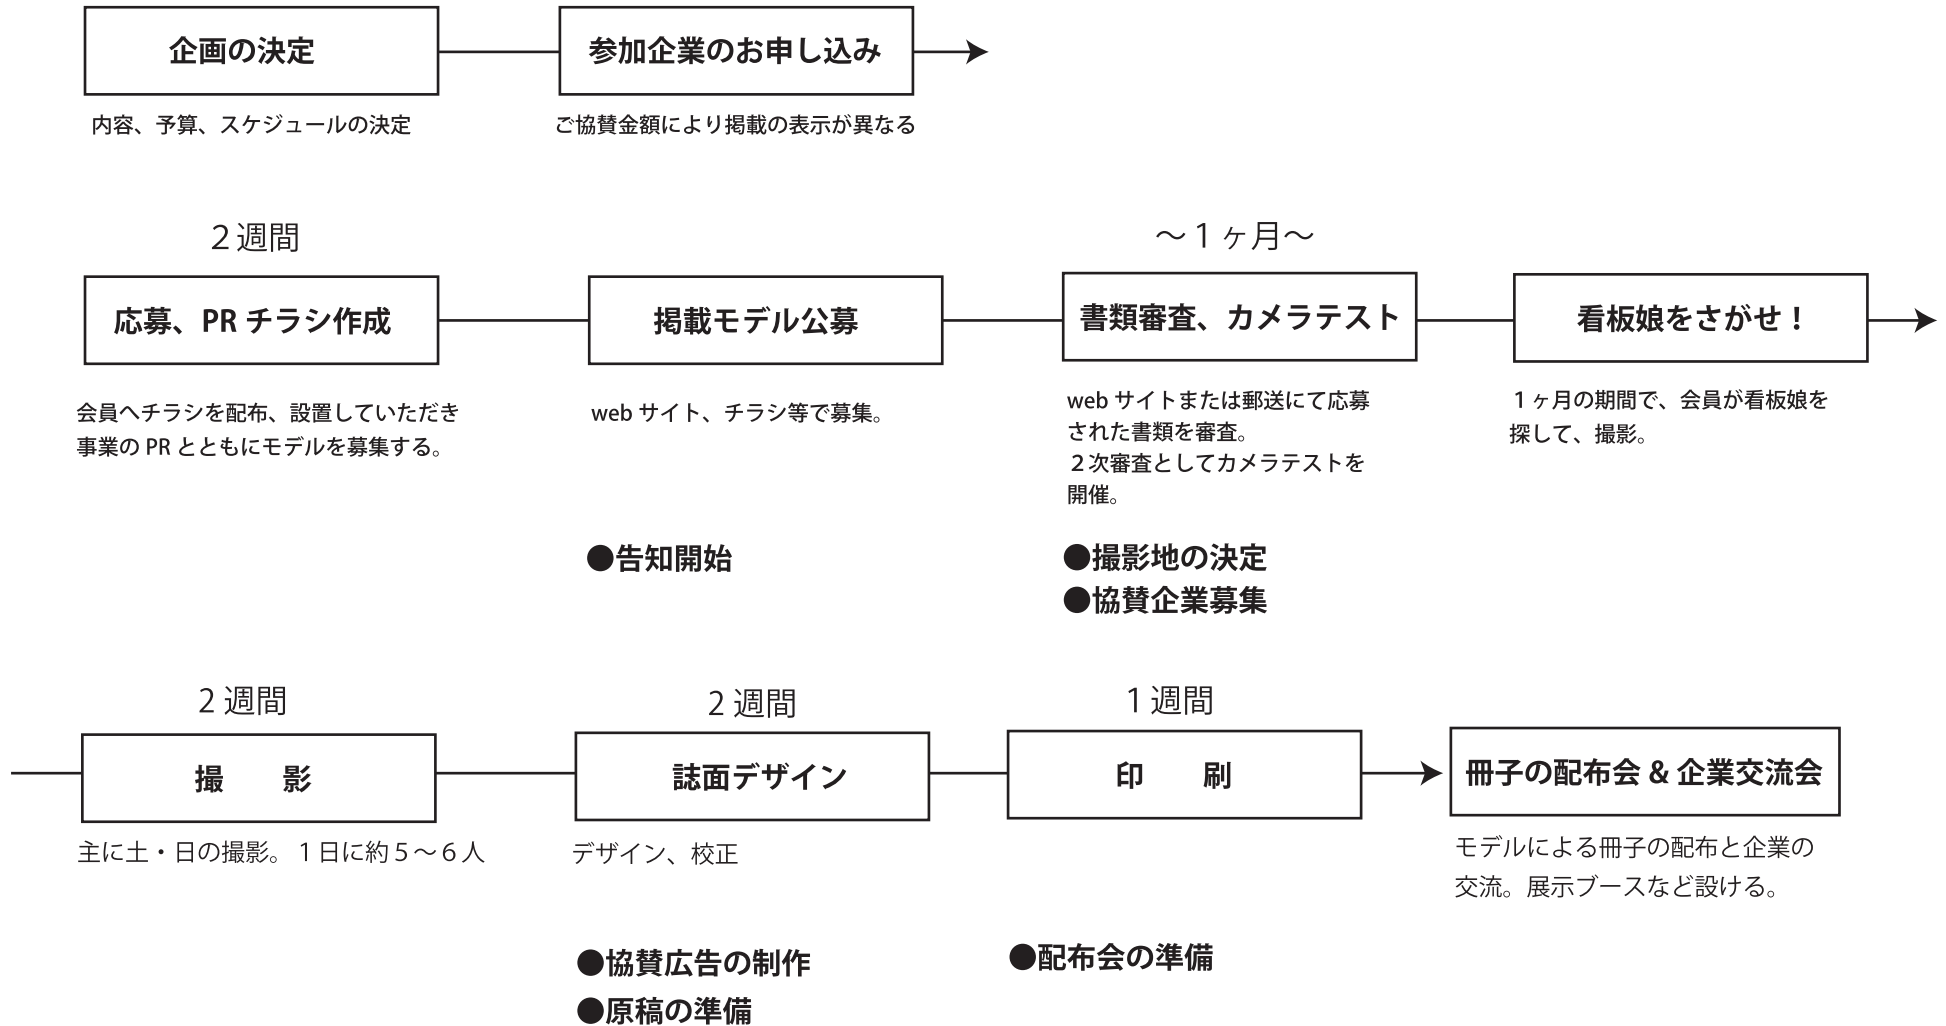 企画の決定
参加企業のお申し込み
内容、予算、スケジュールの決定
ご協賛金額により掲載の表示が異なる
２週間
～１ヶ月～
応募、PR チラシ作成
掲載モデル公募
書類審査、カメラテスト
看板娘をさがせ！
会員へチラシを配布、設置していただき
事業の PR とともにモデルを募集する。
web サイト、チラシ等で募集。
web サイトまたは郵送にて応募
された書類を審査。
２次審査としてカメラテストを
開催。
１ヶ月の期間で、会員が看板娘を
探して、撮影。
●告知開始
●撮影地の決定
●協賛企業募集
２週間
２週間
１週間
撮　　影
誌面デザイン
印　　刷
冊子の配布会 & 企業交流会
主に土・日の撮影。１日に約５～６人
デザイン、校正
モデルによる冊子の配布と企業の
交流。展示ブースなど設ける。
●協賛広告の制作
●原稿の準備
●配布会の準備